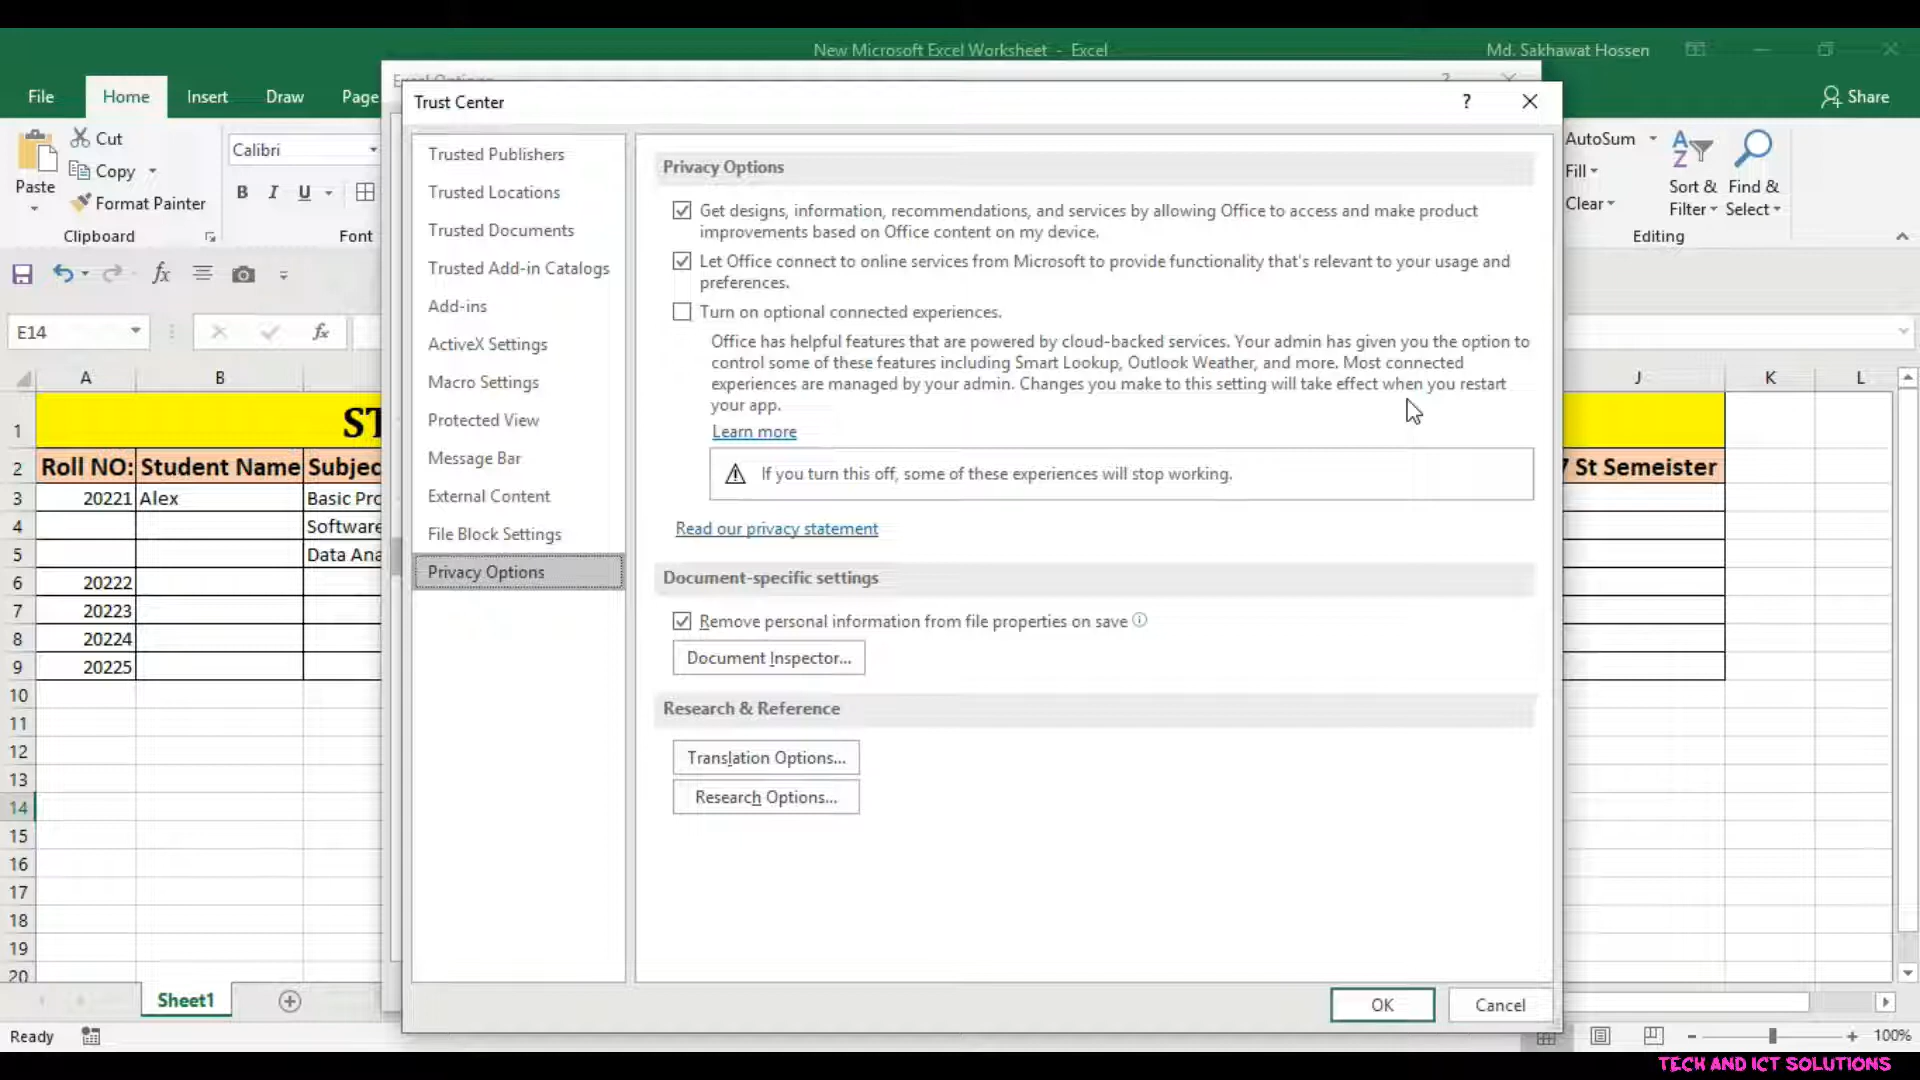 New Microsoft Excel Worksheet - Excel
Md. Sakhawat Hossen
File
Home
Insert
Draw
Page
Share
Excel Options
Trust Center
?
Cut
Copy
Format Painter
Paste
Clipboard
Calibri
B I U
Font
AutoSum
Fill
Clear
Sort & Filter
Find & Select
Editing
E14
fx
A B J K L
Trusted Publishers
Trusted Locations
Trusted Documents
Trusted Add-in Catalogs
Add-ins
ActiveX Settings
Macro Settings
Protected View
Message Bar
External Content
File Block Settings
Privacy Options
Privacy Options
Get designs, information, recommendations, and services by allowing Office to access and make product
improvements based on Office content on my device.
Let Office connect to online services from Microsoft to provide functionality that's relevant to your usage and
preferences.
Turn on optional connected experiences.
Office has helpful features that are powered by cloud-backed services. Your admin has given you the option to
control some of these features including Smart Lookup, Outlook Weather, and more. Most connected
experiences are managed by your admin. Changes you make to this setting will take effect when you restart
your app.
Learn more
If you turn this off, some of these experiences will stop working.
Read our privacy statement
Document-specific settings
Remove personal information from file properties on save
Document Inspector...
Research & Reference
Translation Options...
Research Options...
OK
Cancel
1 ST
2 Roll NO: Student Name Subjec St Semeister
3 20221 Alex Basic Pro
4 Software
5 Data Ana
6 20222
7 20223
8 20224
9 20225
10
11
12
13
14
15
16
17
18
19
20
Sheet1
Ready
100%
TECH AND ICT SOLUTIONS